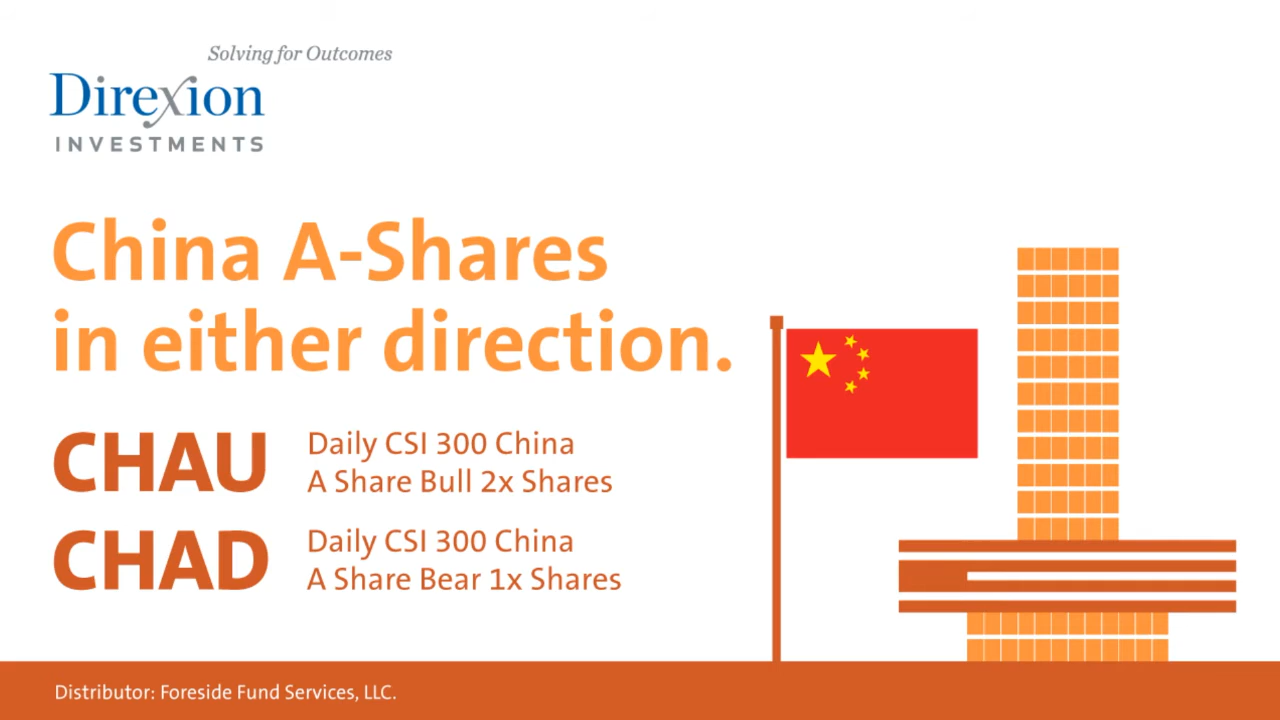 Solving for Outcomes
Direxion
INVESTMENTS
China A-Shares
in either direction.
CHAU
Daily CSI 300 China
A Share Bull 2x Shares
CHAD
Daily CSI 300 China
A Share Bear 1x Shares
Distributor: Foreside Fund Services, LLC.